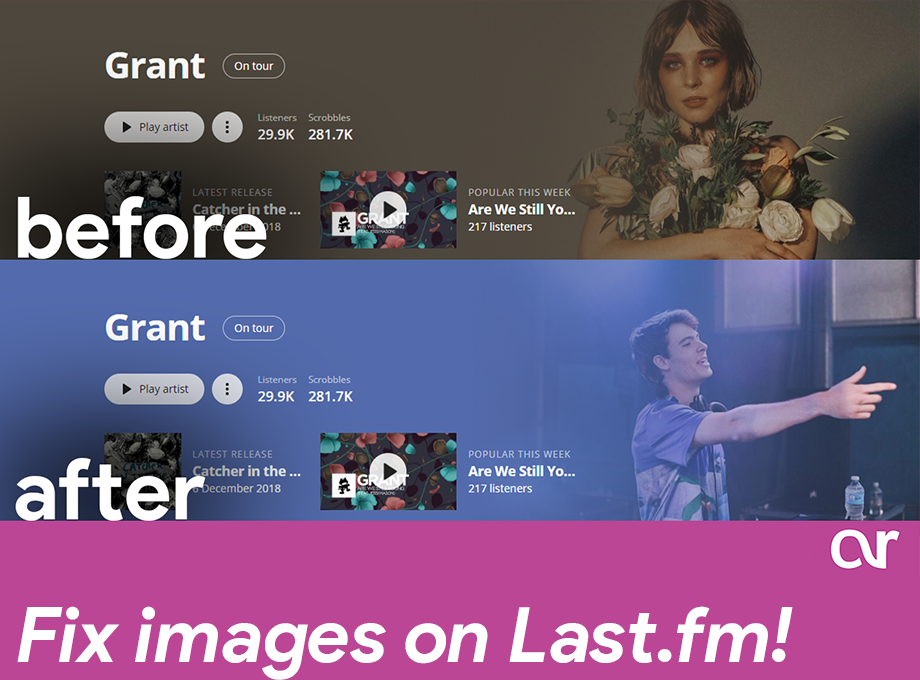 Grant
On tour
Play artist
Listeners
Scrobbles
29.9K
281.7K
LATEST RELEASE
Catcher in the ...
2018
GRANT
POPULAR THIS WEEK
Are We Still Yo...
217 listeners
before
Grant
On tour
Play artist
Listeners
Scrobbles
29.9K
281.7K
LATEST RELEASE
Catcher in the ...
December 2018
GRANT
POPULAR THIS WEEK
Are We Still Yo...
217 listeners
after
ar
Fix images on Last.fm!